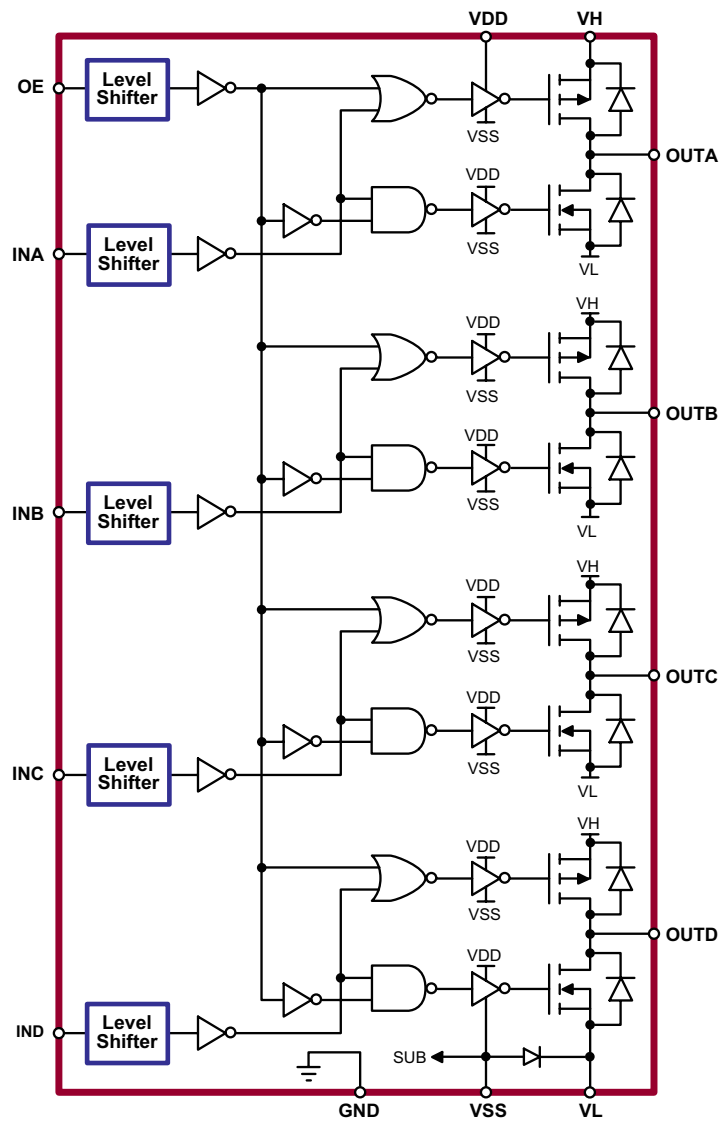 VDD
VH
OE
Level
Shifter
VSS
OUTA
VDD
INA
Level
Shifter
VSS
VL
VH
VDD
VSS
OUTB
VDD
INB
Level
Shifter
VSS
VL
VH
VDD
VSS
OUTC
VDD
INC
Level
Shifter
VSS
VL
VH
VDD
VSS
OUTD
VDD
IND
Level
Shifter
SUB
GND
VSS
VL